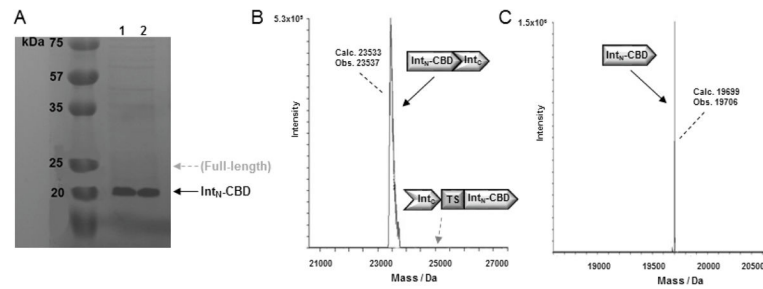 A
1 2
kDa
75
57
35
25
20
(Full-length)
IntN-CBD
B
5.3x10⁵
Calc. 23533
Obs. 23537
IntN-CBD IntC
IntC TS IntN-CBD
Intensity
21000 23000 25000 27000
Mass / Da
C
IntN-CBD
Calc. 19699
Obs. 19706
Intensity
19000 19500 20000 20500
Mass / Da